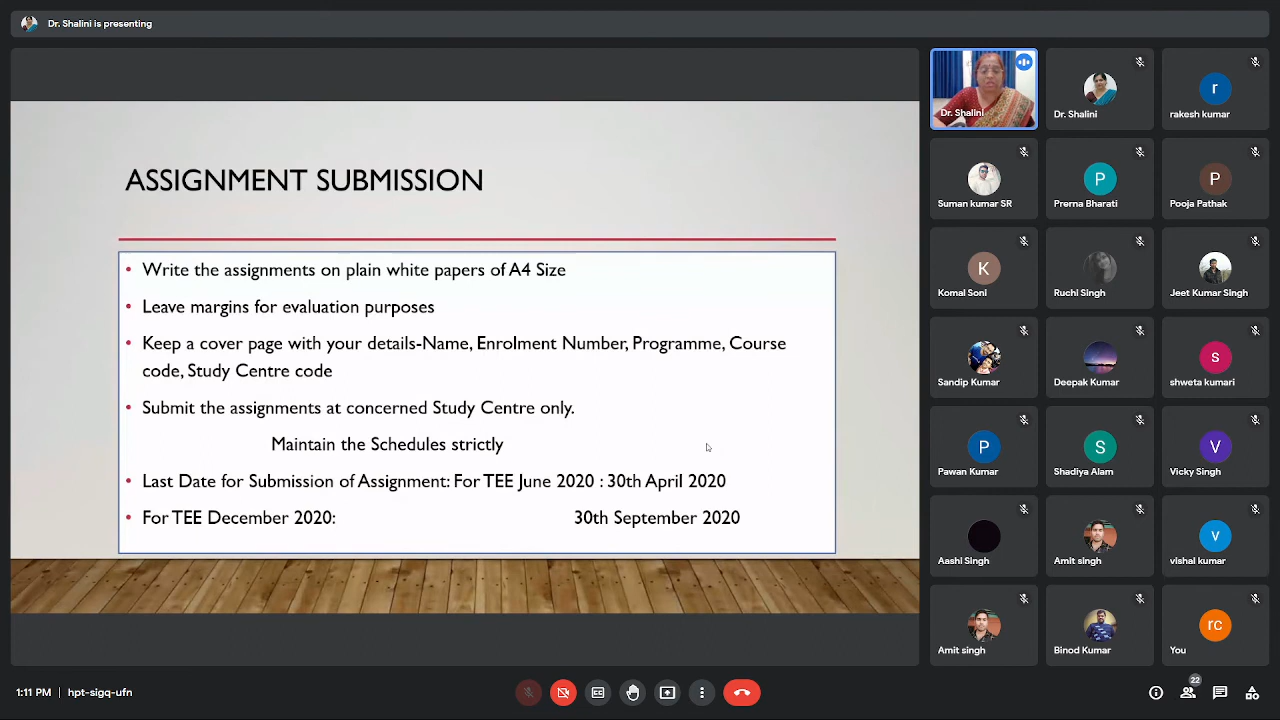 Dr. Shalini is presenting
ASSIGNMENT SUBMISSION
• Write the assignments on plain white papers of A4 Size
• Leave margins for evaluation purposes
• Keep a cover page with your details-Name, Enrolment Number, Programme, Course
code, Study Centre code
• Submit the assignments at concerned Study Centre only.
Maintain the Schedules strictly
• Last Date for Submission of Assignment: For TEE June 2020 : 30th April 2020
• For TEE December 2020: 30th September 2020
Dr. Shalini
Dr. Shalini
r
rakesh kumar
Suman kumar SR
P
Prerna Bharati
P
Pooja Pathak
K
Komal Soni
Ruchi Singh
Jeet Kumar Singh
Sandip Kumar
Deepak Kumar
s
shweta kumari
P
Pawan Kumar
S
Shadiya Alam
V
Vicky Singh
Aashi Singh
Amit singh
v
vishal kumar
Amit singh
Binod Kumar
rc
You
1:11 PM | hpt-sigq-ufn
22